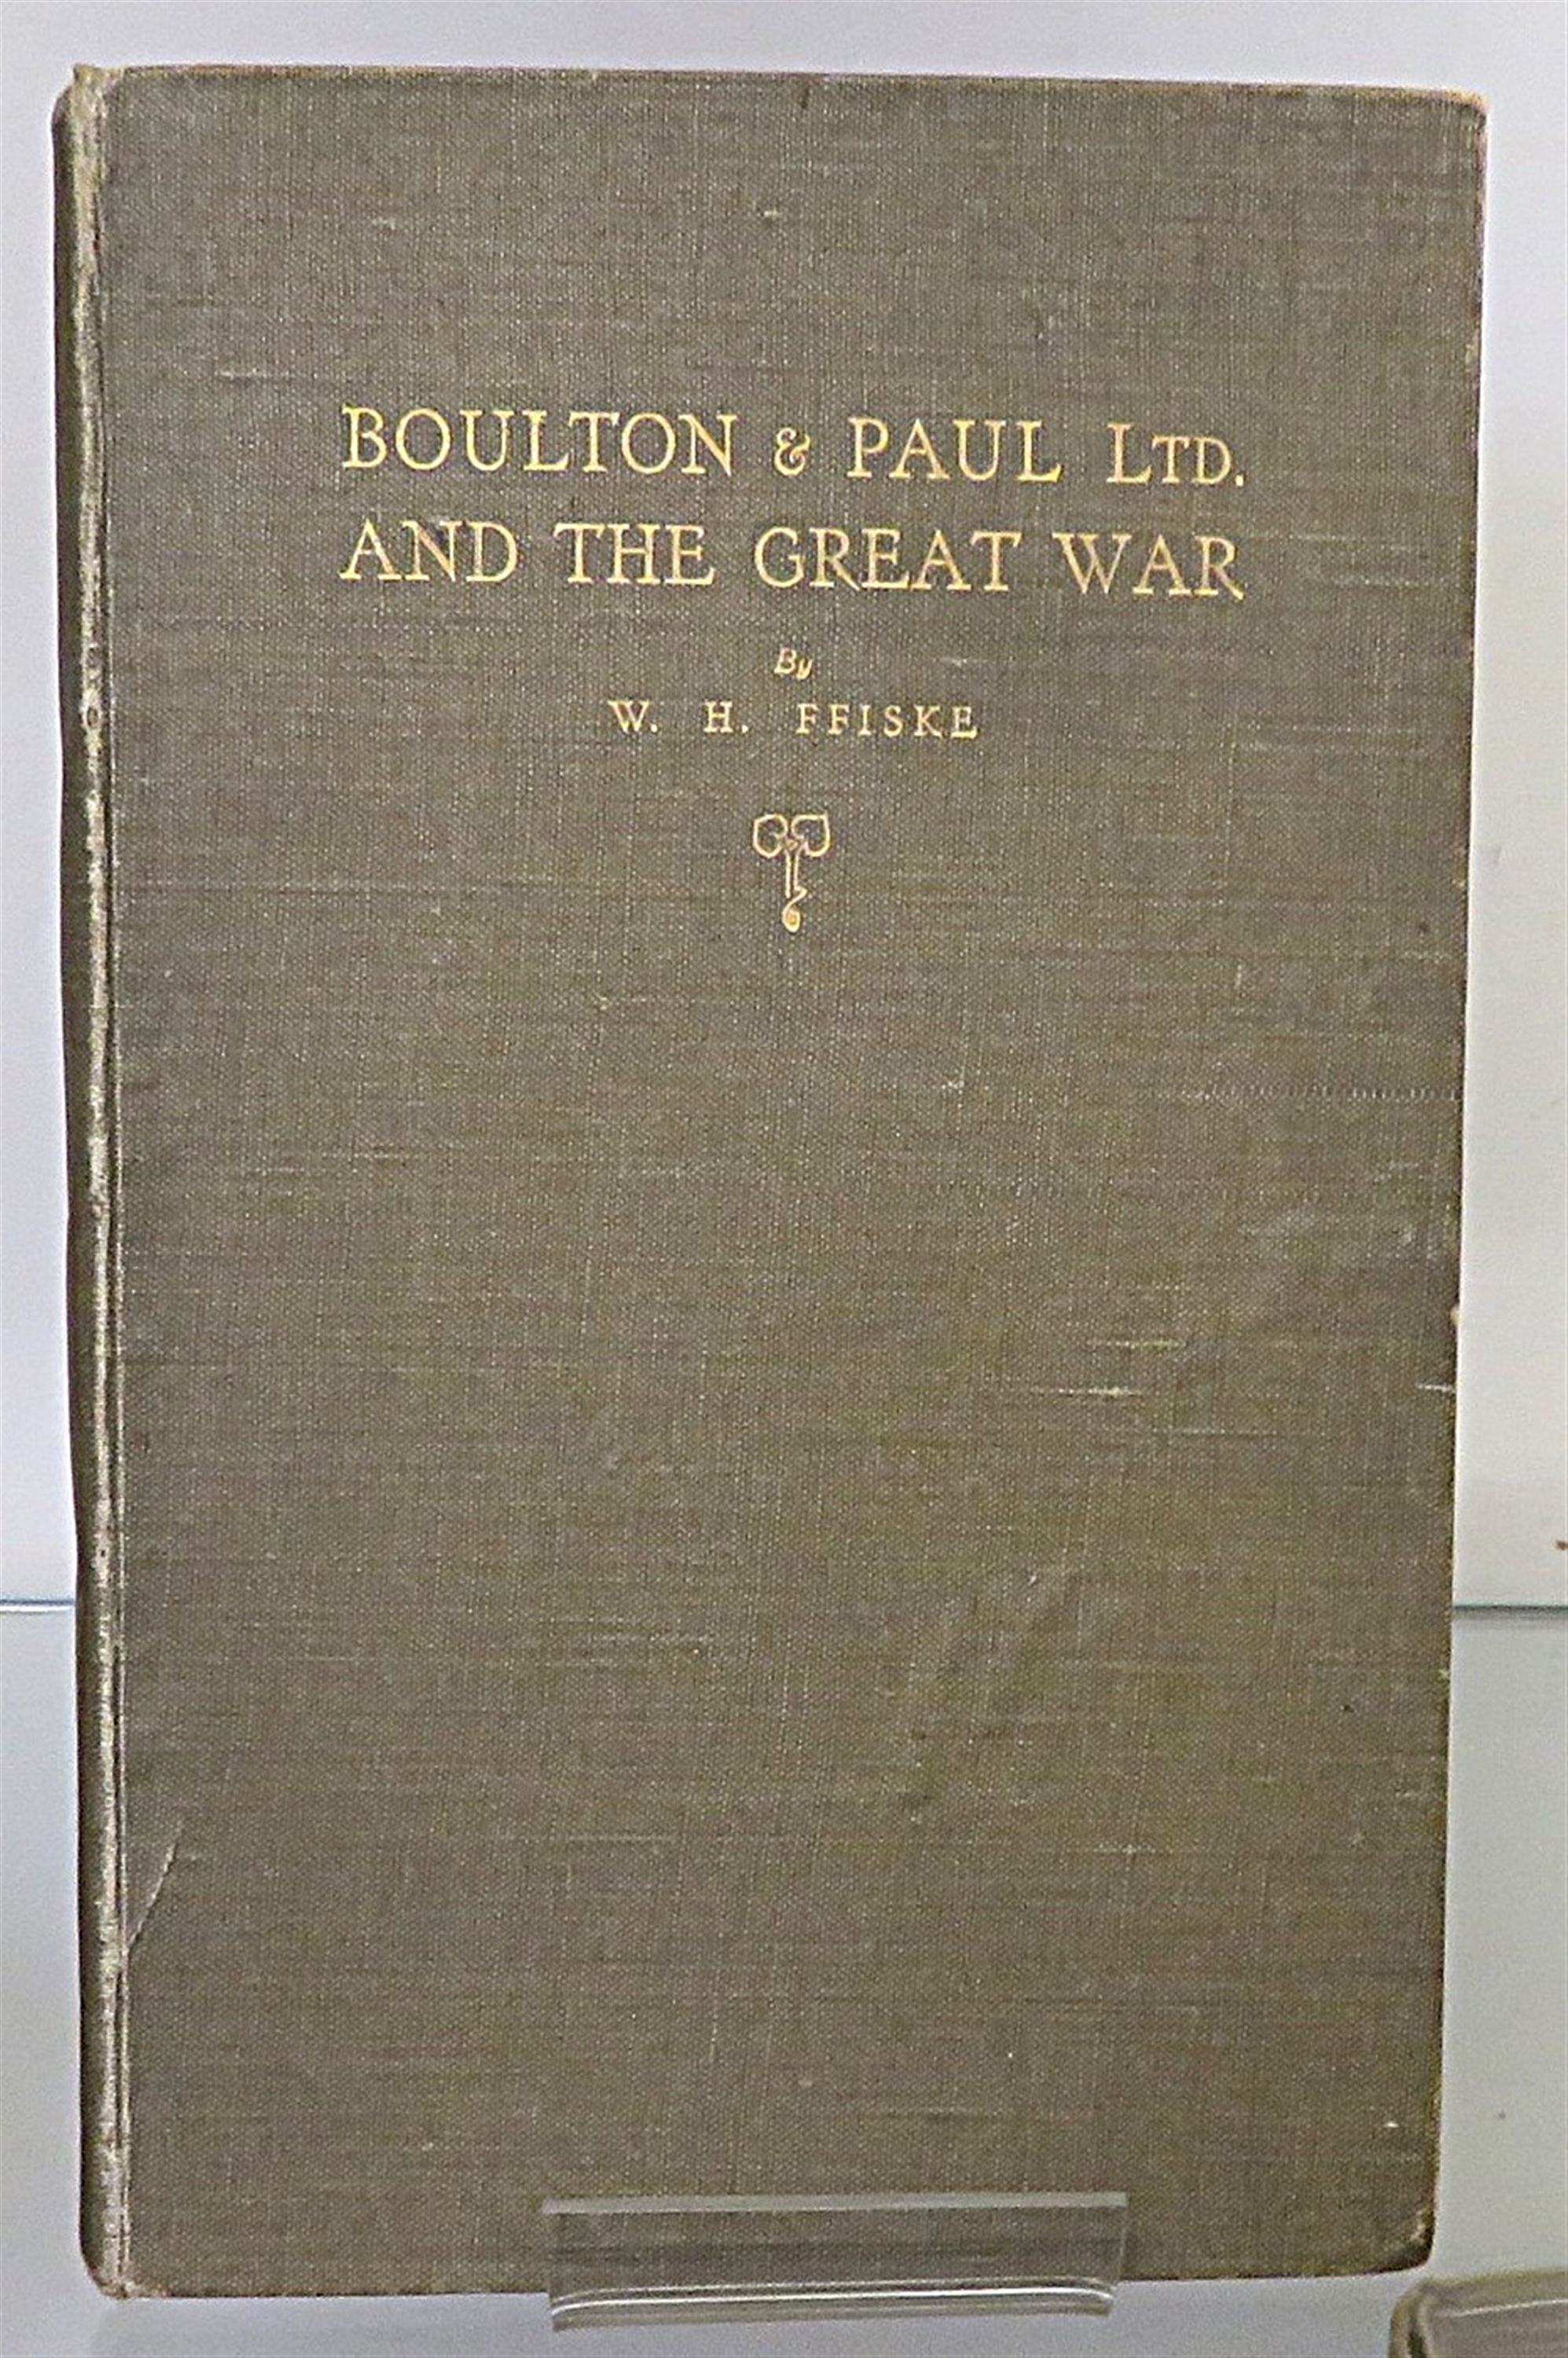 BOULTON & PAUL LTD.
AND THE GREAT WAR
By
W. H. FFISKE